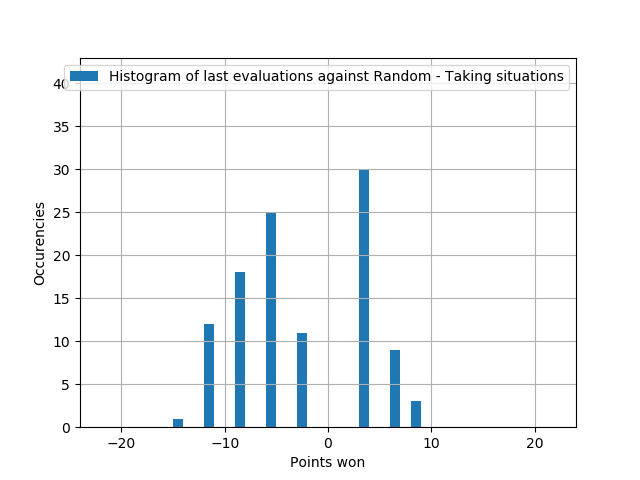 Histogram of last evaluations against Random - Taking situations
40
35
30
25
20
15
10
5
0
Occurencies
−20 −10 0 10 20
Points won